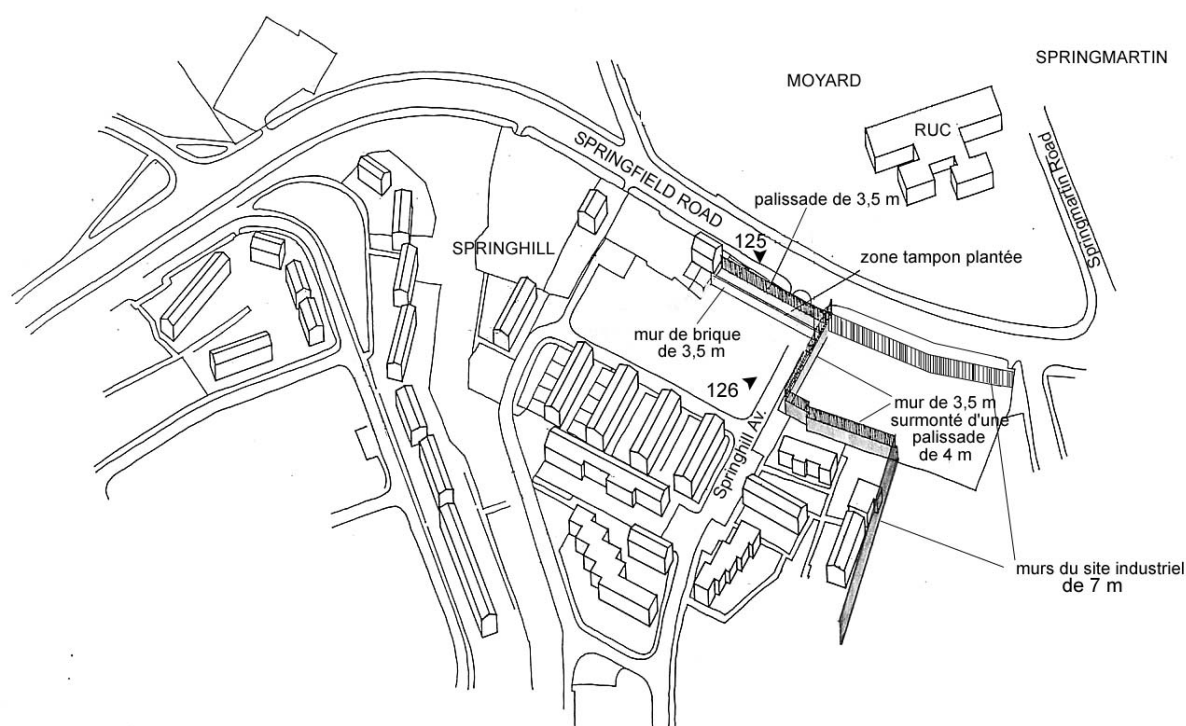 SPRINGMARTIN
MOYARD
RUC
Springmartin Road
SPRINGFIELD ROAD
palissade de 3,5 m
125
zone tampon plantée
SPRINGHILL
mur de brique
de 3,5 m
126
mur de 3,5 m
surmonté d'une
palissade
de 4 m
Springhill Av.
murs du site industriel
de 7 m